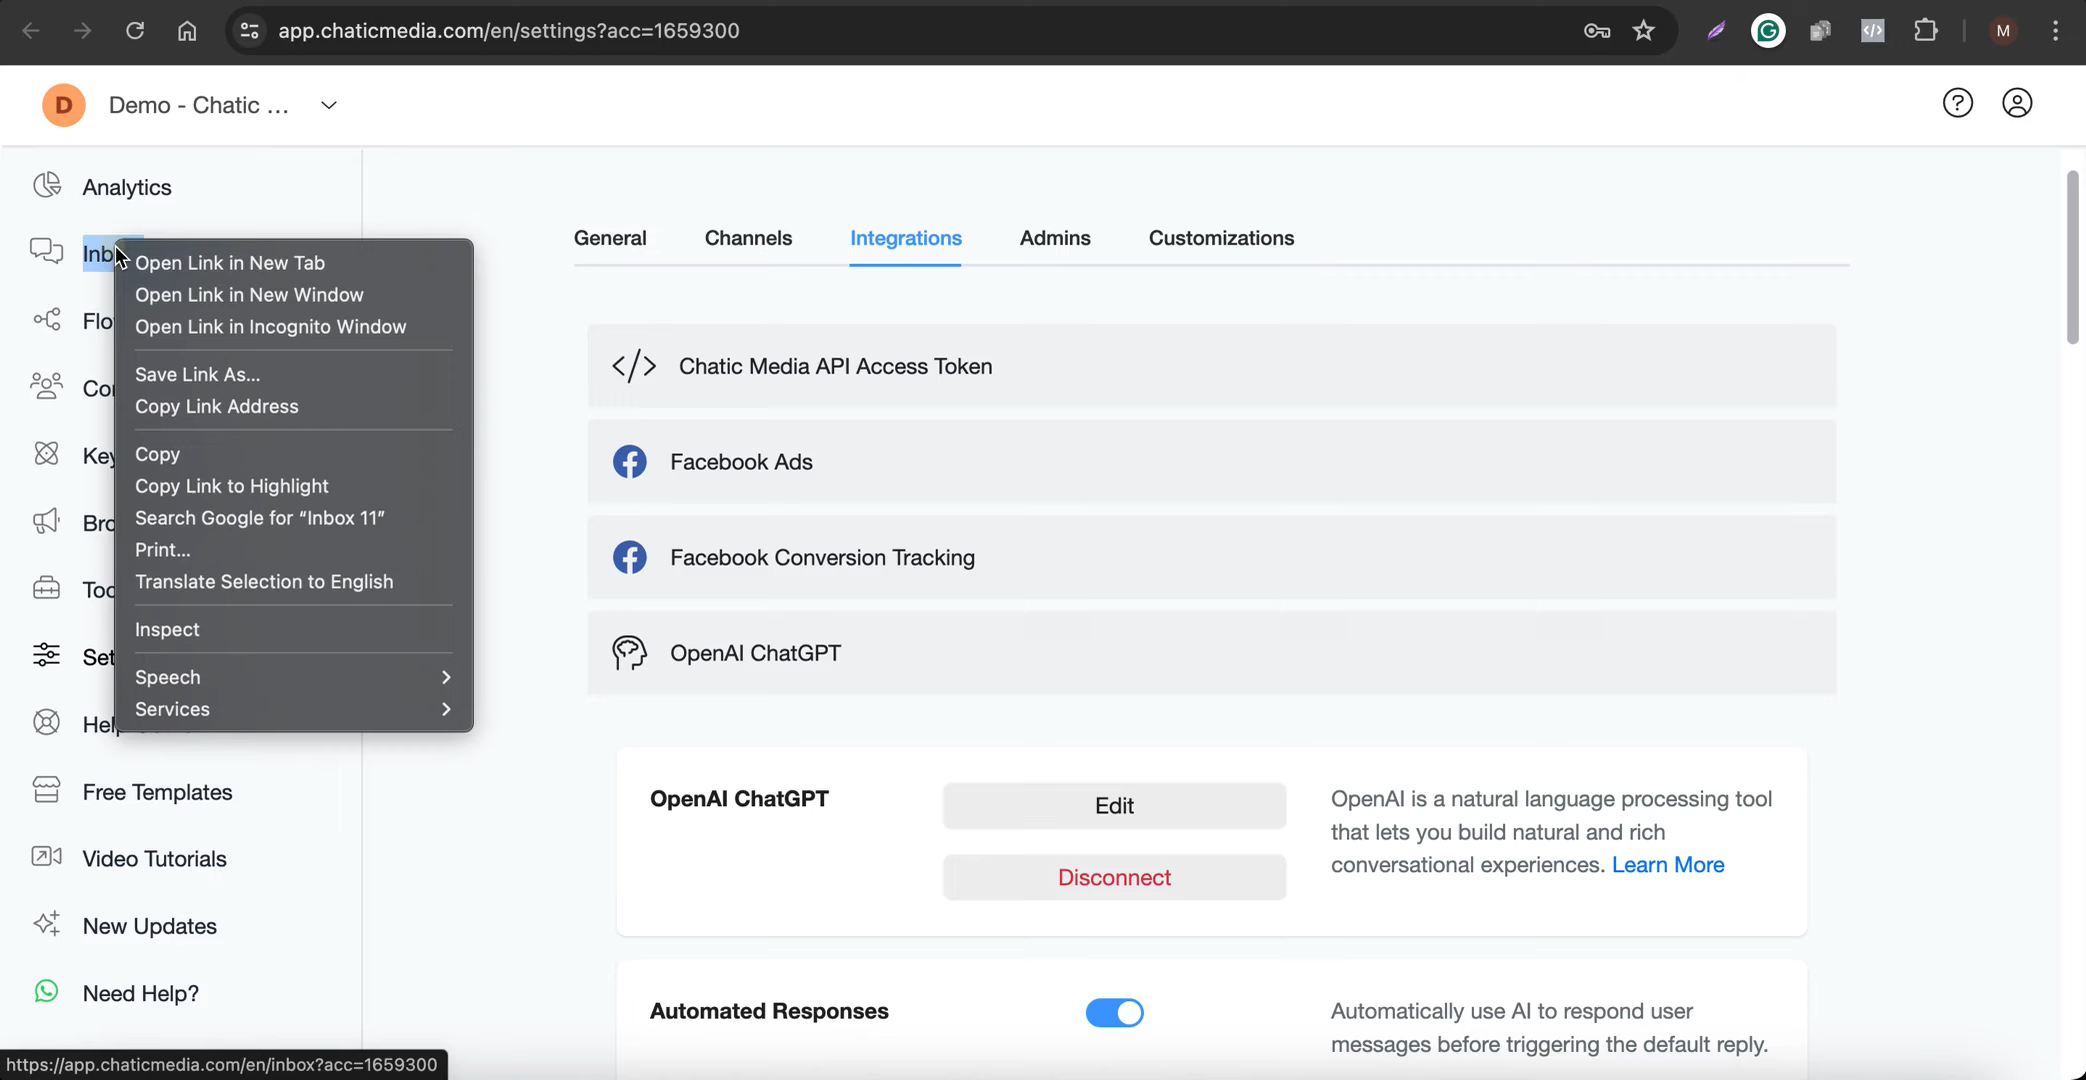 app.chaticmedia.com/en/settings?acc=1659300
M
D Demo - Chatic ...
Analytics
Inb
Flo
Con
Key
Bro
Too
Set
Help
Free Templates
Video Tutorials
New Updates
Need Help?
Open Link in New Tab
Open Link in New Window
Open Link in Incognito Window
Save Link As...
Copy Link Address
Copy
Copy Link to Highlight
Search Google for “Inbox 11”
Print...
Translate Selection to English
Inspect
Speech
Services
General Channels Integrations Admins Customizations
Chatic Media API Access Token
Facebook Ads
Facebook Conversion Tracking
OpenAI ChatGPT
OpenAI ChatGPT
Edit
Disconnect
OpenAI is a natural language processing tool
that lets you build natural and rich
conversational experiences. Learn More
Automated Responses
Automatically use AI to respond user
messages before triggering the default reply.
https://app.chaticmedia.com/en/inbox?acc=1659300